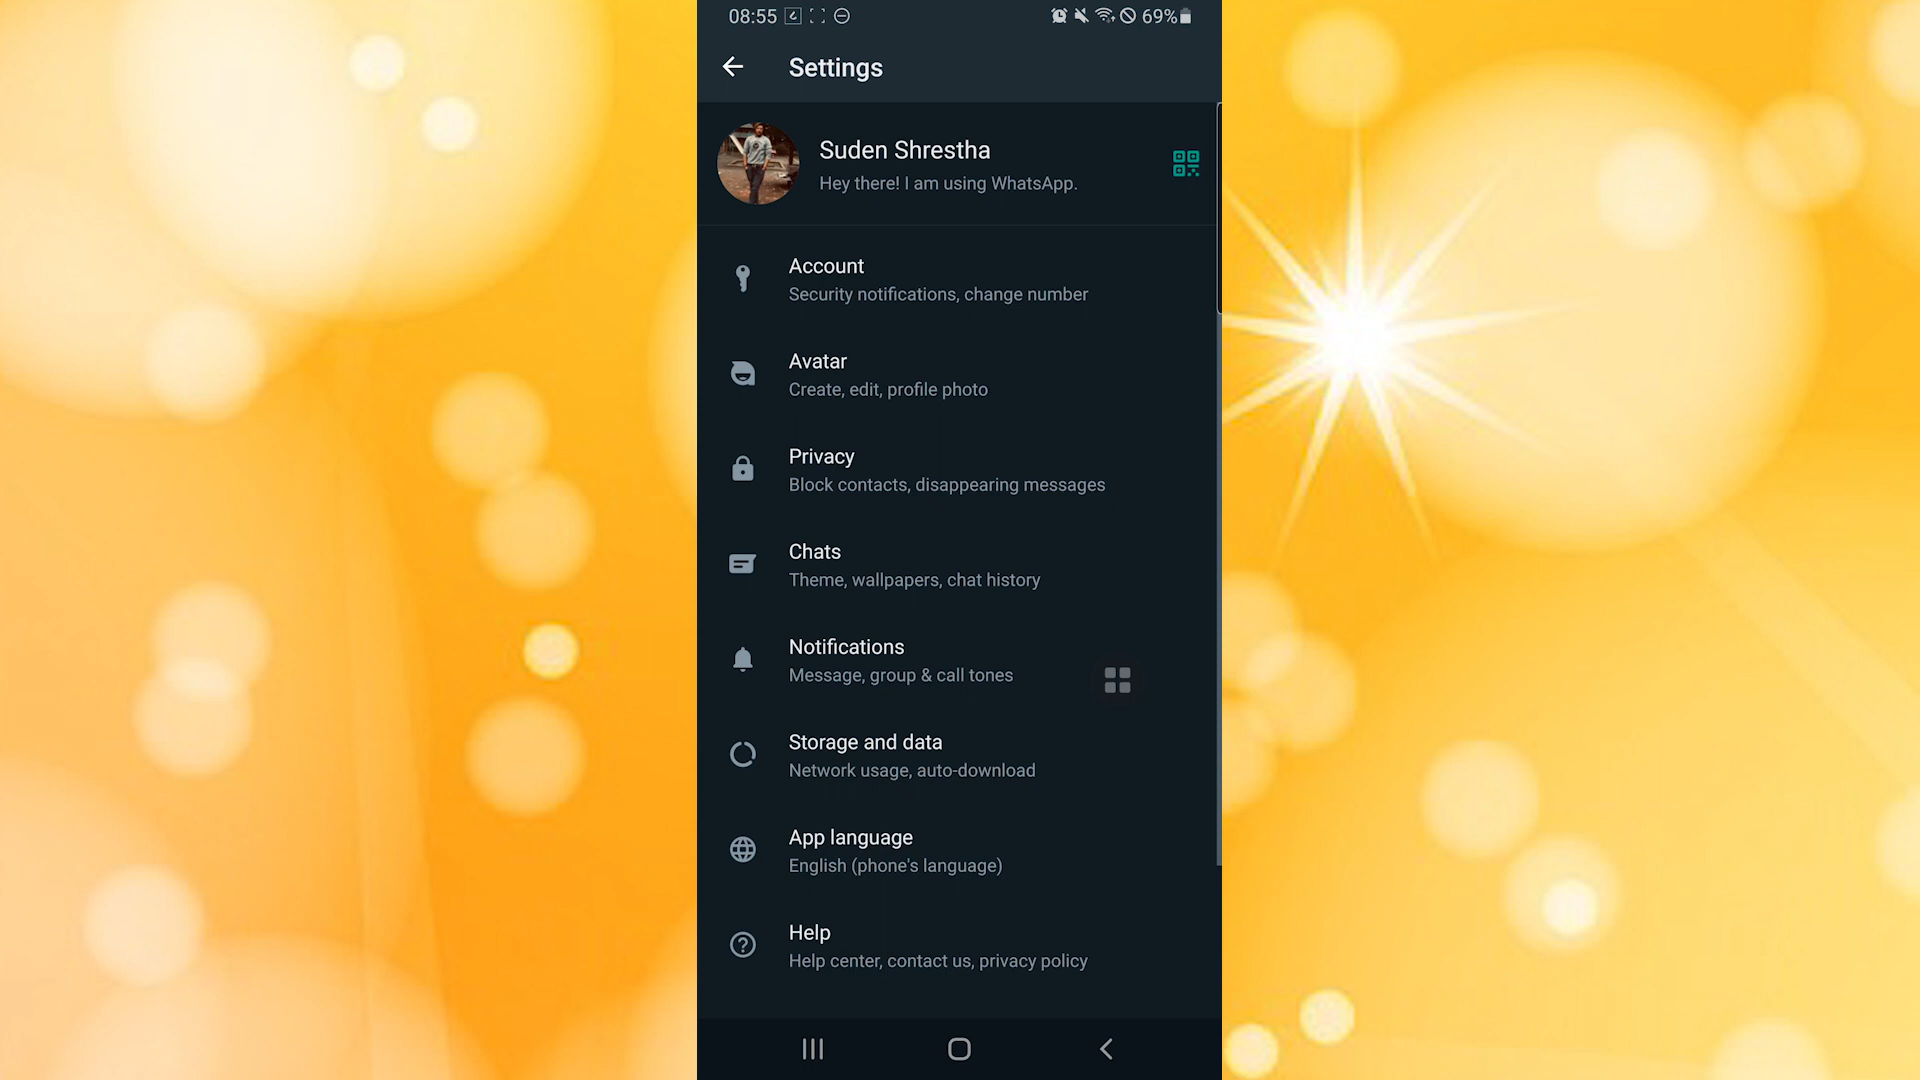 08:55
69%
Settings
Suden Shrestha
Hey there! I am using WhatsApp.
Account
Security notifications, change number
Avatar
Create, edit, profile photo
Privacy
Block contacts, disappearing messages
Chats
Theme, wallpapers, chat history
Notifications
Message, group & call tones
Storage and data
Network usage, auto-download
App language
English (phone's language)
Help
Help center, contact us, privacy policy